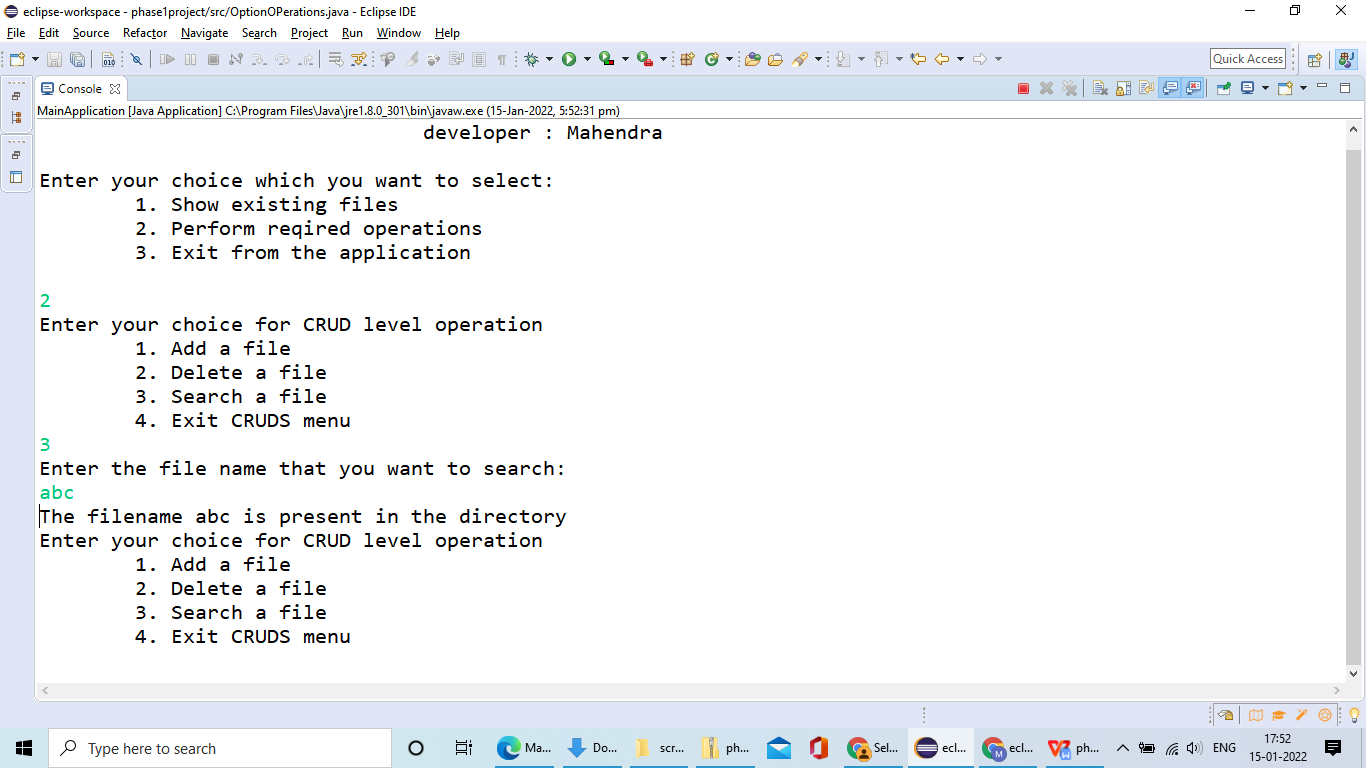 eclipse-workspace - phase1project/src/OptionOPerations.java - Eclipse IDE
File Edit Source Refactor Navigate Search Project Run Window Help
Quick Access
Console
MainApplication [Java Application] C:\Program Files\Java\jre1.8.0_301\bin\javaw.exe (15-Jan-2022, 5:52:31 pm)
developer : Mahendra
Enter your choice which you want to select:
1. Show existing files
2. Perform reqired operations
3. Exit from the application
2
Enter your choice for CRUD level operation
1. Add a file
2. Delete a file
3. Search a file
4. Exit CRUDS menu
3
Enter the file name that you want to search:
abc
The filename abc is present in the directory
Enter your choice for CRUD level operation
1. Add a file
2. Delete a file
3. Search a file
4. Exit CRUDS menu
Type here to search
Ma... Do... scr... ph... Sel... ecl... ecl... ph... ENG
17:52
15-01-2022